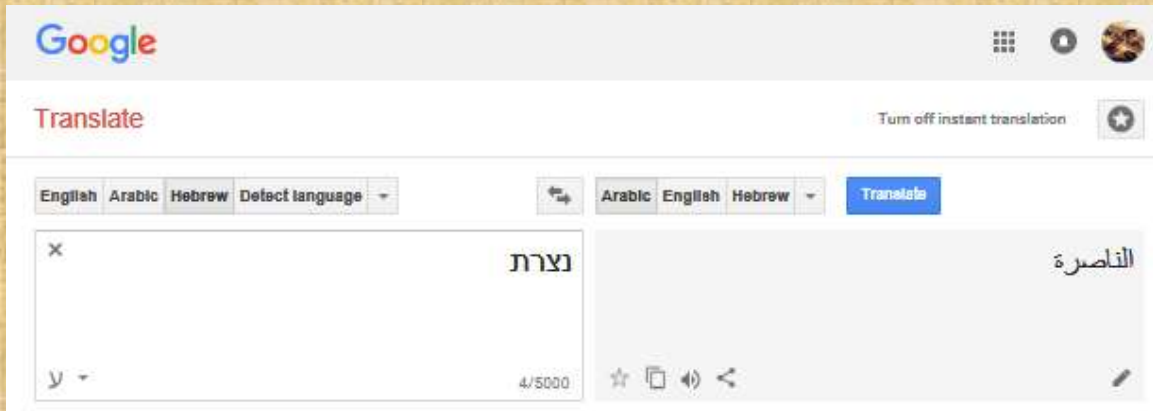 Google
Translate
Turn off instant translation
English Arabic Hebrew Detect language
Arabic English Hebrew Translate
נצרת
الناصرة
ע
4/5000